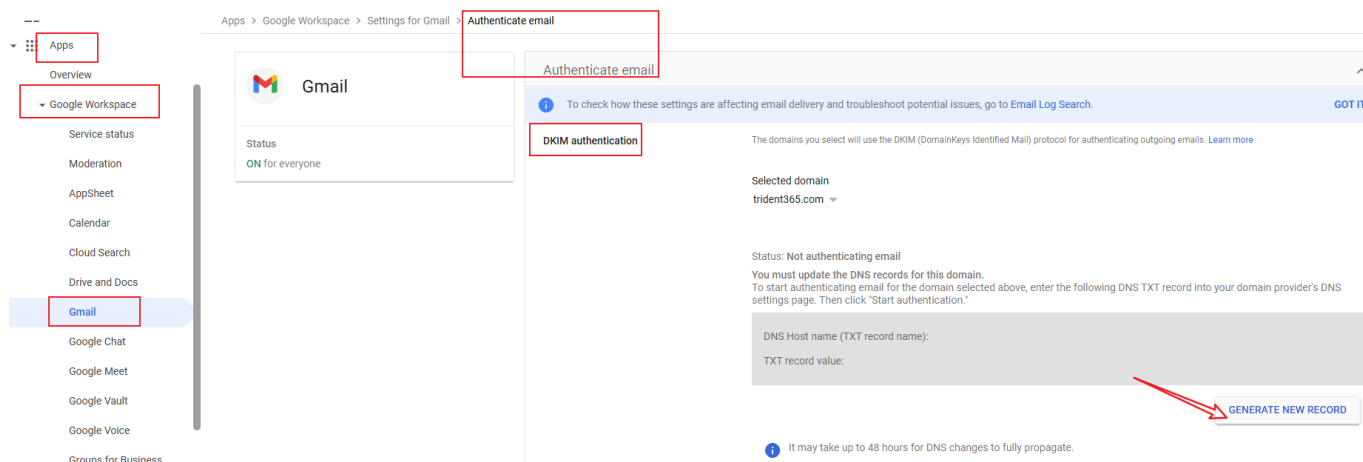 Apps > Google Workspace > Settings for Gmail > Authenticate email
Apps
Overview
Google Workspace
Service status
Moderation
AppSheet
Calendar
Cloud Search
Drive and Docs
Gmail
Google Chat
Google Meet
Google Vault
Google Voice
Groups for Business
Gmail
Status
ON for everyone
Authenticate email
To check how these settings are affecting email delivery and troubleshoot potential issues, go to Email Log Search.
GOT IT
DKIM authentication
The domains you select will use the DKIM (DomainKeys Identified Mail) protocol for authenticating outgoing emails. Learn more
Selected domain
trident365.com
Status: Not authenticating email
You must update the DNS records for this domain.
To start authenticating email for the domain selected above, enter the following DNS TXT record into your domain provider's DNS
settings page. Then click "Start authentication."
DNS Host name (TXT record name):
TXT record value:
GENERATE NEW RECORD
It may take up to 48 hours for DNS changes to fully propagate.